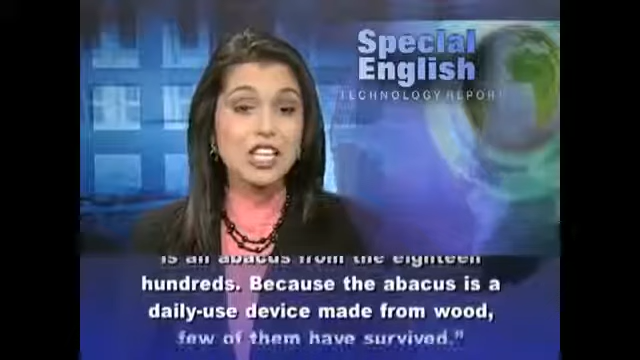 Special
English
TECHNOLOGY REPORT
is an abacus from the eighteen
hundreds. Because the abacus is a
daily-use device made from wood,
few of them have survived."